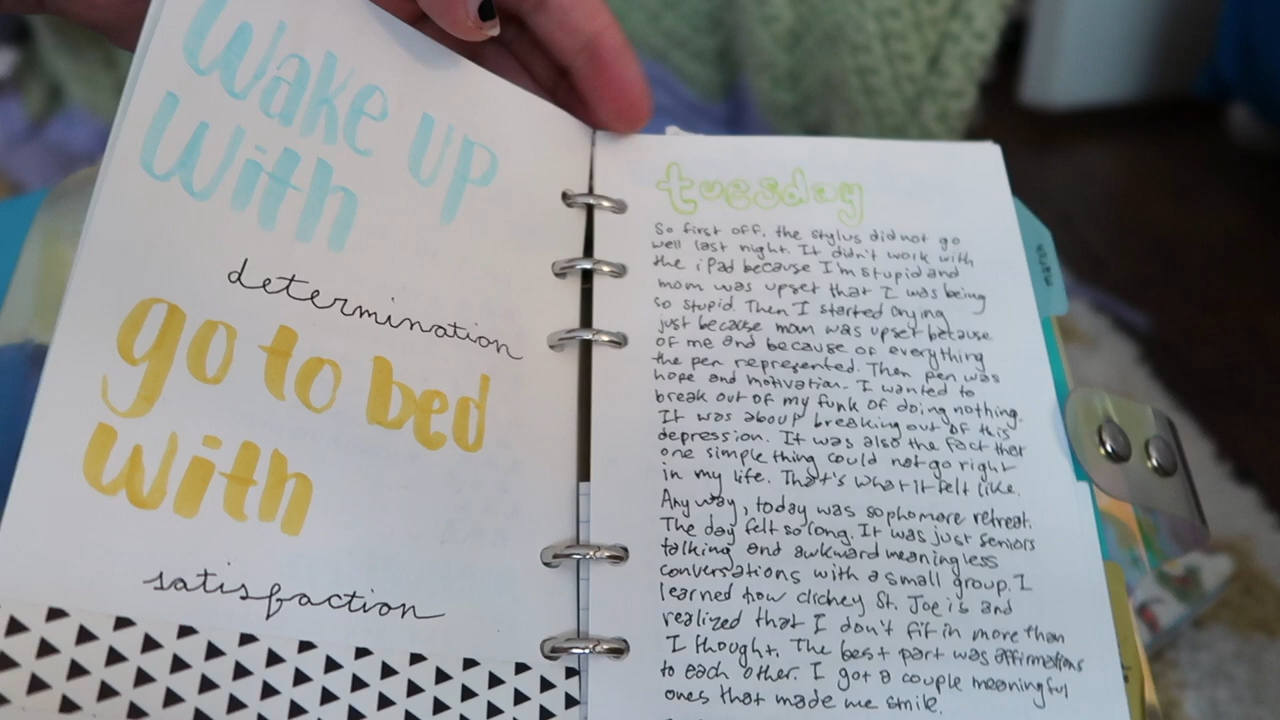 Wake up
with
determination
go to bed
with
satisfaction
tuesday
So first off, the stylus did not go
well last night. It didn't work with
the iPad because I'm stupid and
mom was upset that I was being
so stupid. Then I started crying
just because mom was upset because
of me and because of everything
the pen represented. Then pen was
hope and motivation. I wanted to
break out of my funk of doing nothing.
It was about breaking out of this
depression. It was also the fact that
one simple thing could not go right
in my life. That's what it felt like.
Any way, today was sophomore retreat.
The day felt so long. It was just seniors
talking and awkward meaningless
conversations with a small group. I
learned how clichey St. Joe is and
realized that I don't fit in more than
I thought. The best part was affirmations
to each other. I got a couple meaningful
ones that made me smile.